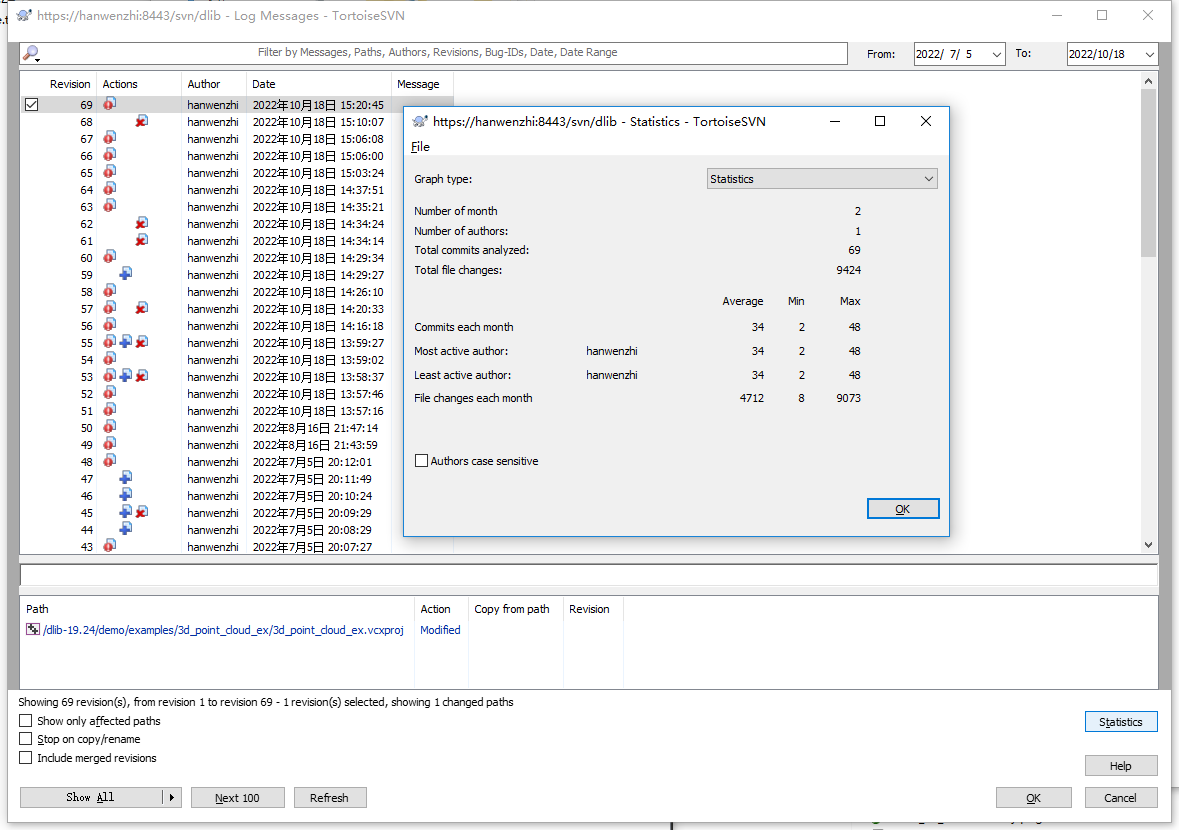 https://hanwenzhi:8443/svn/dlib - Log Messages - TortoiseSVN
Filter by Messages, Paths, Authors, Revisions, Bug-IDs, Date, Date Range
From: 2022/ 7/ 5 To: 2022/10/18
Revision Actions Author Date Message
69 hanwenzhi 2022年10月18日 15:20:45
68 hanwenzhi 2022年10月18日 15:10:07
67 hanwenzhi 2022年10月18日 15:06:08
66 hanwenzhi 2022年10月18日 15:06:00
65 hanwenzhi 2022年10月18日 15:03:24
64 hanwenzhi 2022年10月18日 14:37:51
63 hanwenzhi 2022年10月18日 14:35:21
62 hanwenzhi 2022年10月18日 14:34:24
61 hanwenzhi 2022年10月18日 14:34:14
60 hanwenzhi 2022年10月18日 14:29:34
59 hanwenzhi 2022年10月18日 14:29:27
58 hanwenzhi 2022年10月18日 14:26:10
57 hanwenzhi 2022年10月18日 14:20:33
56 hanwenzhi 2022年10月18日 14:16:18
55 hanwenzhi 2022年10月18日 13:59:27
54 hanwenzhi 2022年10月18日 13:59:02
53 hanwenzhi 2022年10月18日 13:58:37
52 hanwenzhi 2022年10月18日 13:57:46
51 hanwenzhi 2022年10月18日 13:57:16
50 hanwenzhi 2022年8月16日 21:47:14
49 hanwenzhi 2022年8月16日 21:43:59
48 hanwenzhi 2022年7月5日 20:12:01
47 hanwenzhi 2022年7月5日 20:11:49
46 hanwenzhi 2022年7月5日 20:10:24
45 hanwenzhi 2022年7月5日 20:09:29
44 hanwenzhi 2022年7月5日 20:08:29
43 hanwenzhi 2022年7月5日 20:07:27
https://hanwenzhi:8443/svn/dlib - Statistics - TortoiseSVN
File
Graph type: Statistics
Number of month 2
Number of authors: 1
Total commits analyzed: 69
Total file changes: 9424
Average Min Max
Commits each month 34 2 48
Most active author: hanwenzhi 34 2 48
Least active author: hanwenzhi 34 2 48
File changes each month 4712 8 9073
Authors case sensitive
OK
Path Action Copy from path Revision
/dlib-19.24/demo/examples/3d_point_cloud_ex/3d_point_cloud_ex.vcxproj Modified
Showing 69 revision(s), from revision 1 to revision 69 - 1 revision(s) selected, showing 1 changed paths
Show only affected paths
Statistics
Stop on copy/rename
Include merged revisions
Help
Show All Next 100 Refresh OK Cancel